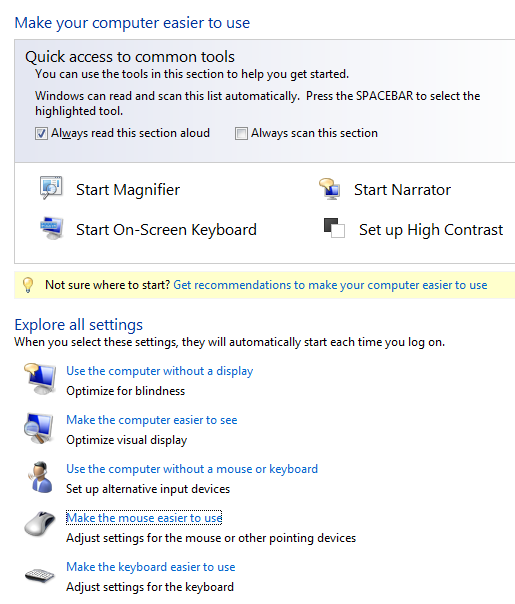 Make your computer easier to use
Quick access to common tools
You can use the tools in this section to help you get started.
Windows can read and scan this list automatically.  Press the SPACEBAR to select the
highlighted tool.
Always read this section aloud
Always scan this section
Start Magnifier
Start Narrator
Start On-Screen Keyboard
Set up High Contrast
Not sure where to start? Get recommendations to make your computer easier to use
Explore all settings
When you select these settings, they will automatically start each time you log on.
Use the computer without a display
Optimize for blindness
Make the computer easier to see
Optimize visual display
Use the computer without a mouse or keyboard
Set up alternative input devices
Make the mouse easier to use
Adjust settings for the mouse or other pointing devices
Make the keyboard easier to use
Adjust settings for the keyboard